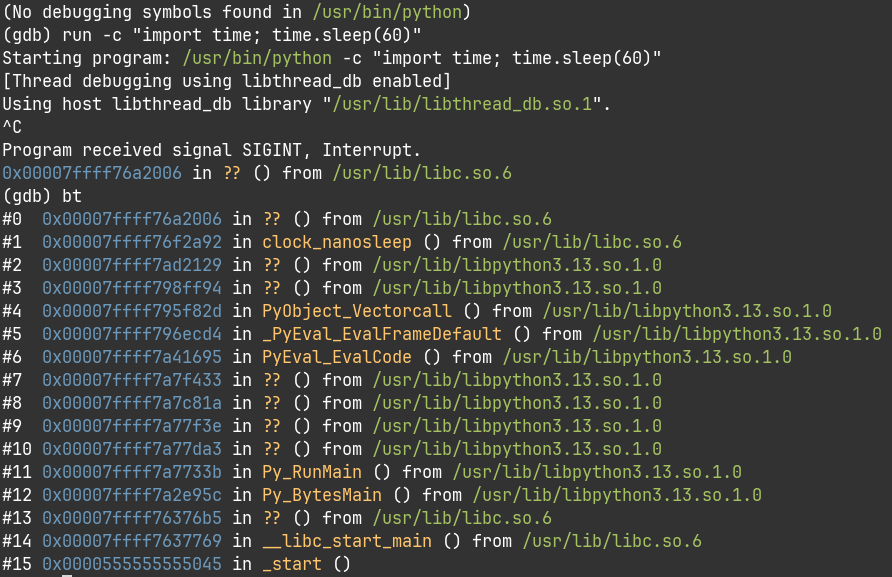 (No debugging symbols found in /usr/bin/python)
(gdb) run -c "import time; time.sleep(60)"
Starting program: /usr/bin/python -c "import time; time.sleep(60)"
[Thread debugging using libthread_db enabled]
Using host libthread_db library "/usr/lib/libthread_db.so.1".
^C
Program received signal SIGINT, Interrupt.
0x00007ffff76a2006 in ?? () from /usr/lib/libc.so.6
(gdb) bt
#0  0x00007ffff76a2006 in ?? () from /usr/lib/libc.so.6
#1  0x00007ffff76f2a92 in clock_nanosleep () from /usr/lib/libc.so.6
#2  0x00007ffff7ad2129 in ?? () from /usr/lib/libpython3.13.so.1.0
#3  0x00007ffff798ff94 in ?? () from /usr/lib/libpython3.13.so.1.0
#4  0x00007ffff795f82d in PyObject_Vectorcall () from /usr/lib/libpython3.13.so.1.0
#5  0x00007ffff796ecd4 in _PyEval_EvalFrameDefault () from /usr/lib/libpython3.13.so.1.0
#6  0x00007ffff7a41695 in PyEval_EvalCode () from /usr/lib/libpython3.13.so.1.0
#7  0x00007ffff7a7f433 in ?? () from /usr/lib/libpython3.13.so.1.0
#8  0x00007ffff7a7c81a in ?? () from /usr/lib/libpython3.13.so.1.0
#9  0x00007ffff7a77f3e in ?? () from /usr/lib/libpython3.13.so.1.0
#10 0x00007ffff7a77da3 in ?? () from /usr/lib/libpython3.13.so.1.0
#11 0x00007ffff7a7733b in Py_RunMain () from /usr/lib/libpython3.13.so.1.0
#12 0x00007ffff7a2e95c in Py_BytesMain () from /usr/lib/libpython3.13.so.1.0
#13 0x00007ffff76376b5 in ?? () from /usr/lib/libc.so.6
#14 0x00007ffff7637769 in __libc_start_main () from /usr/lib/libc.so.6
#15 0x0000555555555045 in _start ()